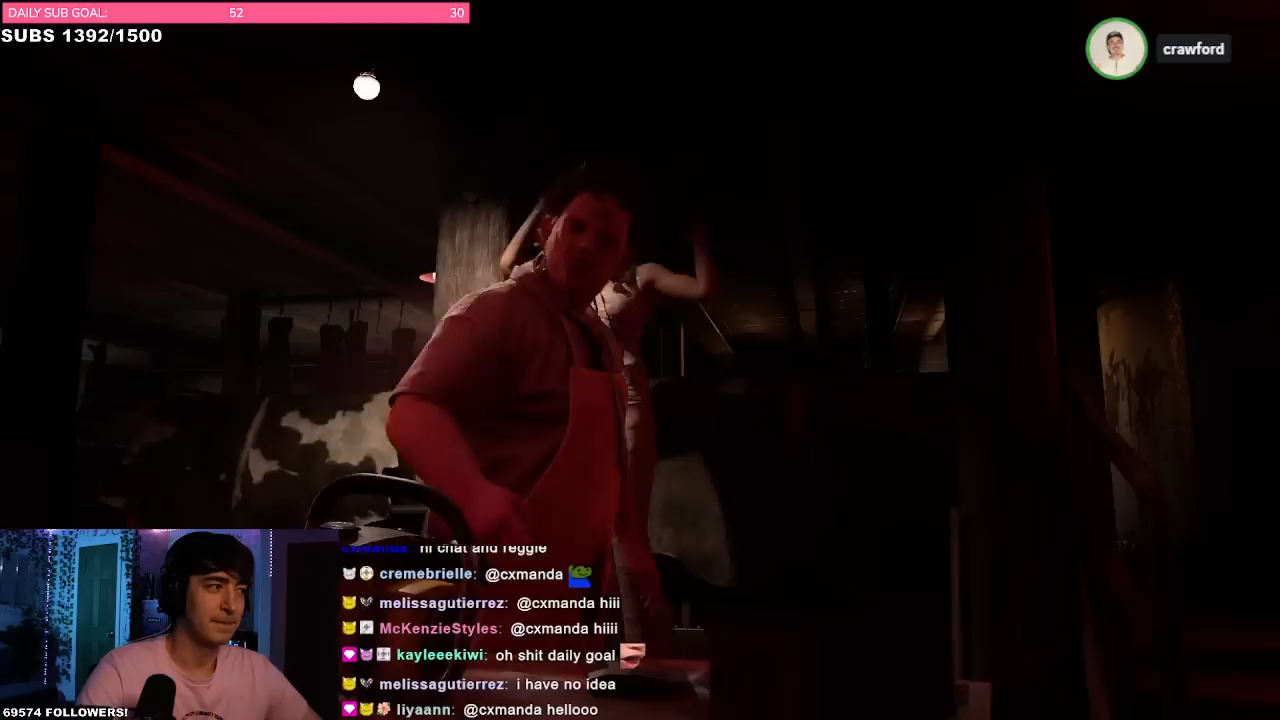 DAILY SUB GOAL: 52 30
SUBS 1392/1500
crawford
cxmanda: hi chat and reggie
cremebrielle: @cxmanda
melissagutierrez: @cxmanda hiii
McKenzieStyles: @cxmanda hiiii
kayleeekiwi: oh shit daily goal
melissagutierrez: i have no idea
liyaann: @cxmanda hellooo
69574 FOLLOWERS!